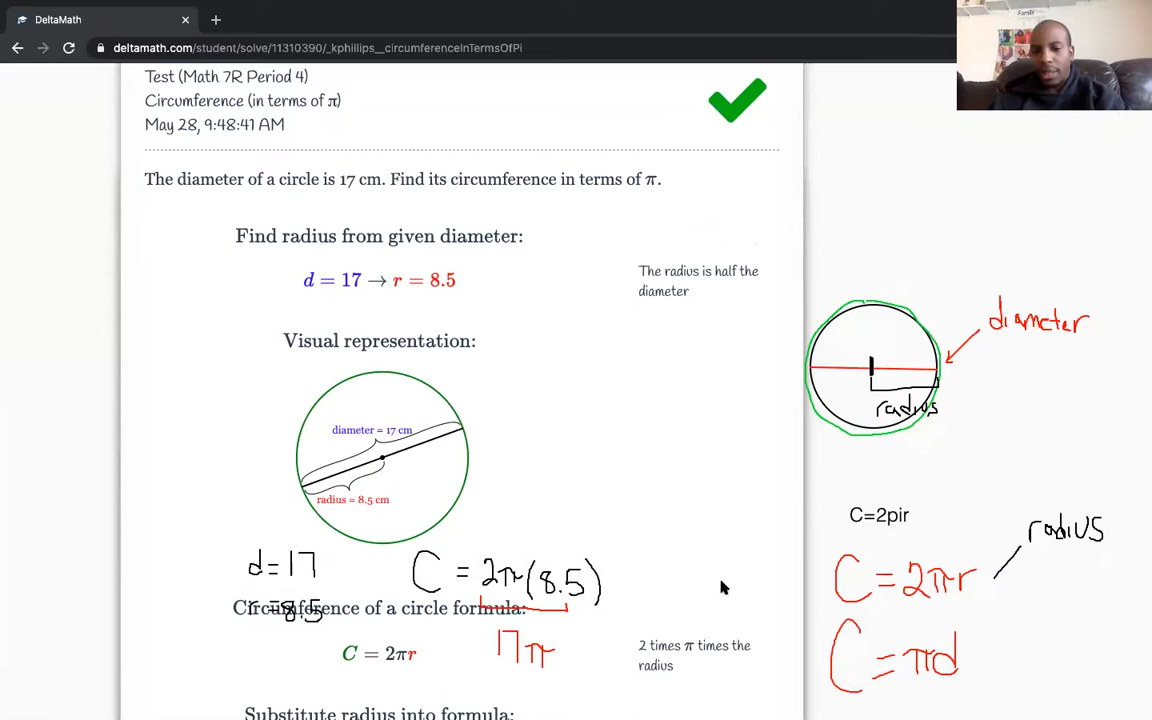 DeltaMath
deltamath.com/student/solve/11310390/_kphillips__circumferenceInTermsOfPi
Family
Test (Math 7R Period 4)
Circumference (in terms of π)
May 28, 9:48:41 AM
The diameter of a circle is 17 cm. Find its circumference in terms of π.
Find radius from given diameter:
d = 17 → r = 8.5
The radius is half the
diameter
Visual representation:
diameter = 17 cm
radius = 8.5 cm
diameter
radius
C=2pir
radius
C = 2πr
C = πd
d = 17
r = 8.5
C = 2π(8.5)
17π
Circumference of a circle formula:
C = 2πr
2 times π times the
radius
Substitute radius into formula: